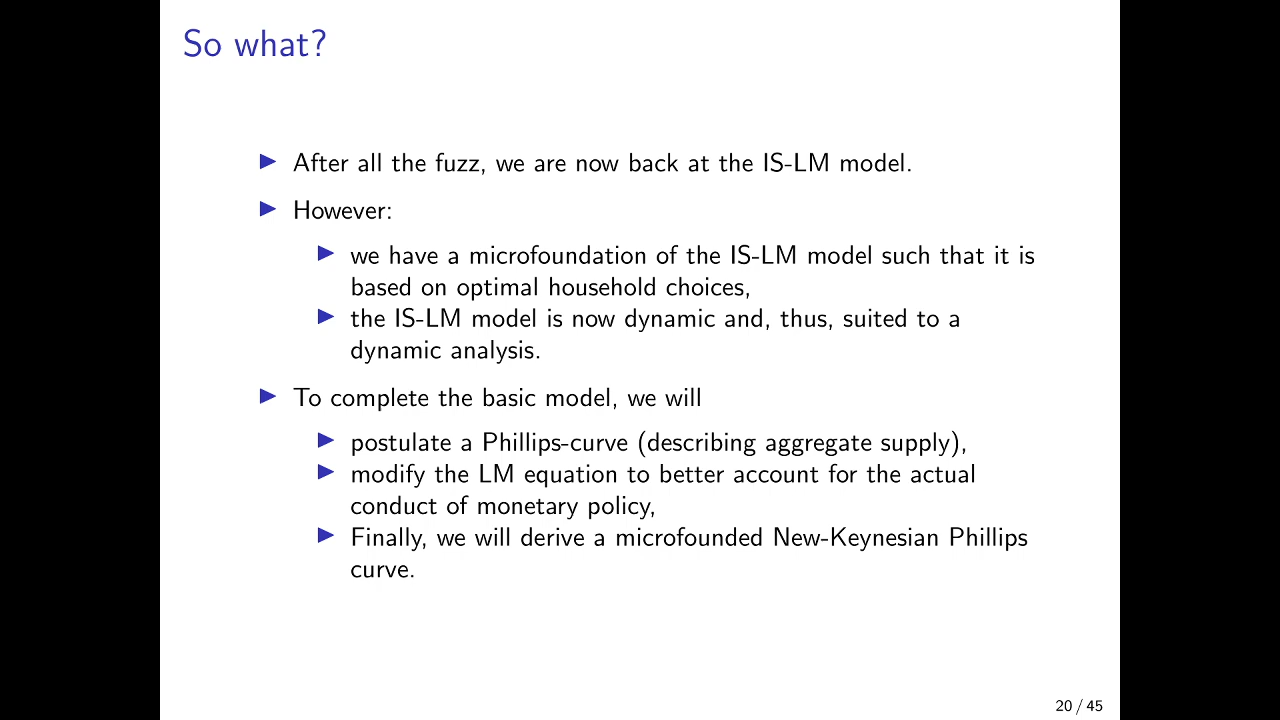 So what?
▶ After all the fuzz, we are now back at the IS-LM model.
▶ However:
▶ we have a microfoundation of the IS-LM model such that it is
based on optimal household choices,
▶ the IS-LM model is now dynamic and, thus, suited to a
dynamic analysis.
▶ To complete the basic model, we will
▶ postulate a Phillips-curve (describing aggregate supply),
▶ modify the LM equation to better account for the actual
conduct of monetary policy,
▶ Finally, we will derive a microfounded New-Keynesian Phillips
curve.
20 / 45